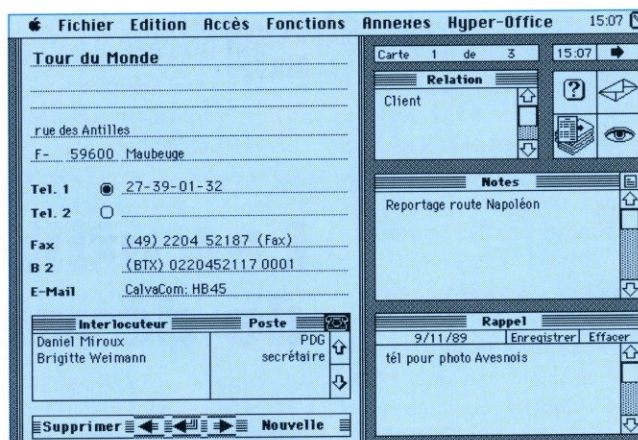 Fichier Edition Accès Fonctions Annexes Hyper-Office 15:07
Tour du Monde
rue des Antilles
F- 59600 Maubeuge
Tel. 1 27-39-01-32
Tel. 2
Fax (49) 2204 52187 (Fax)
B 2 (BTX) 0220452117 0001
E-Mail CalvaCom: HB45
Interlocuteur Poste
Daniel Miroux PDG
Brigitte Weimann secrétaire
Supprimer Nouvelle
Carte 1 de 3 15:07
Relation
Client
?
Notes
Reportage route Napoléon
Rappel
9/11/89 Enregistrer Effacer
tél pour photo Avesnois